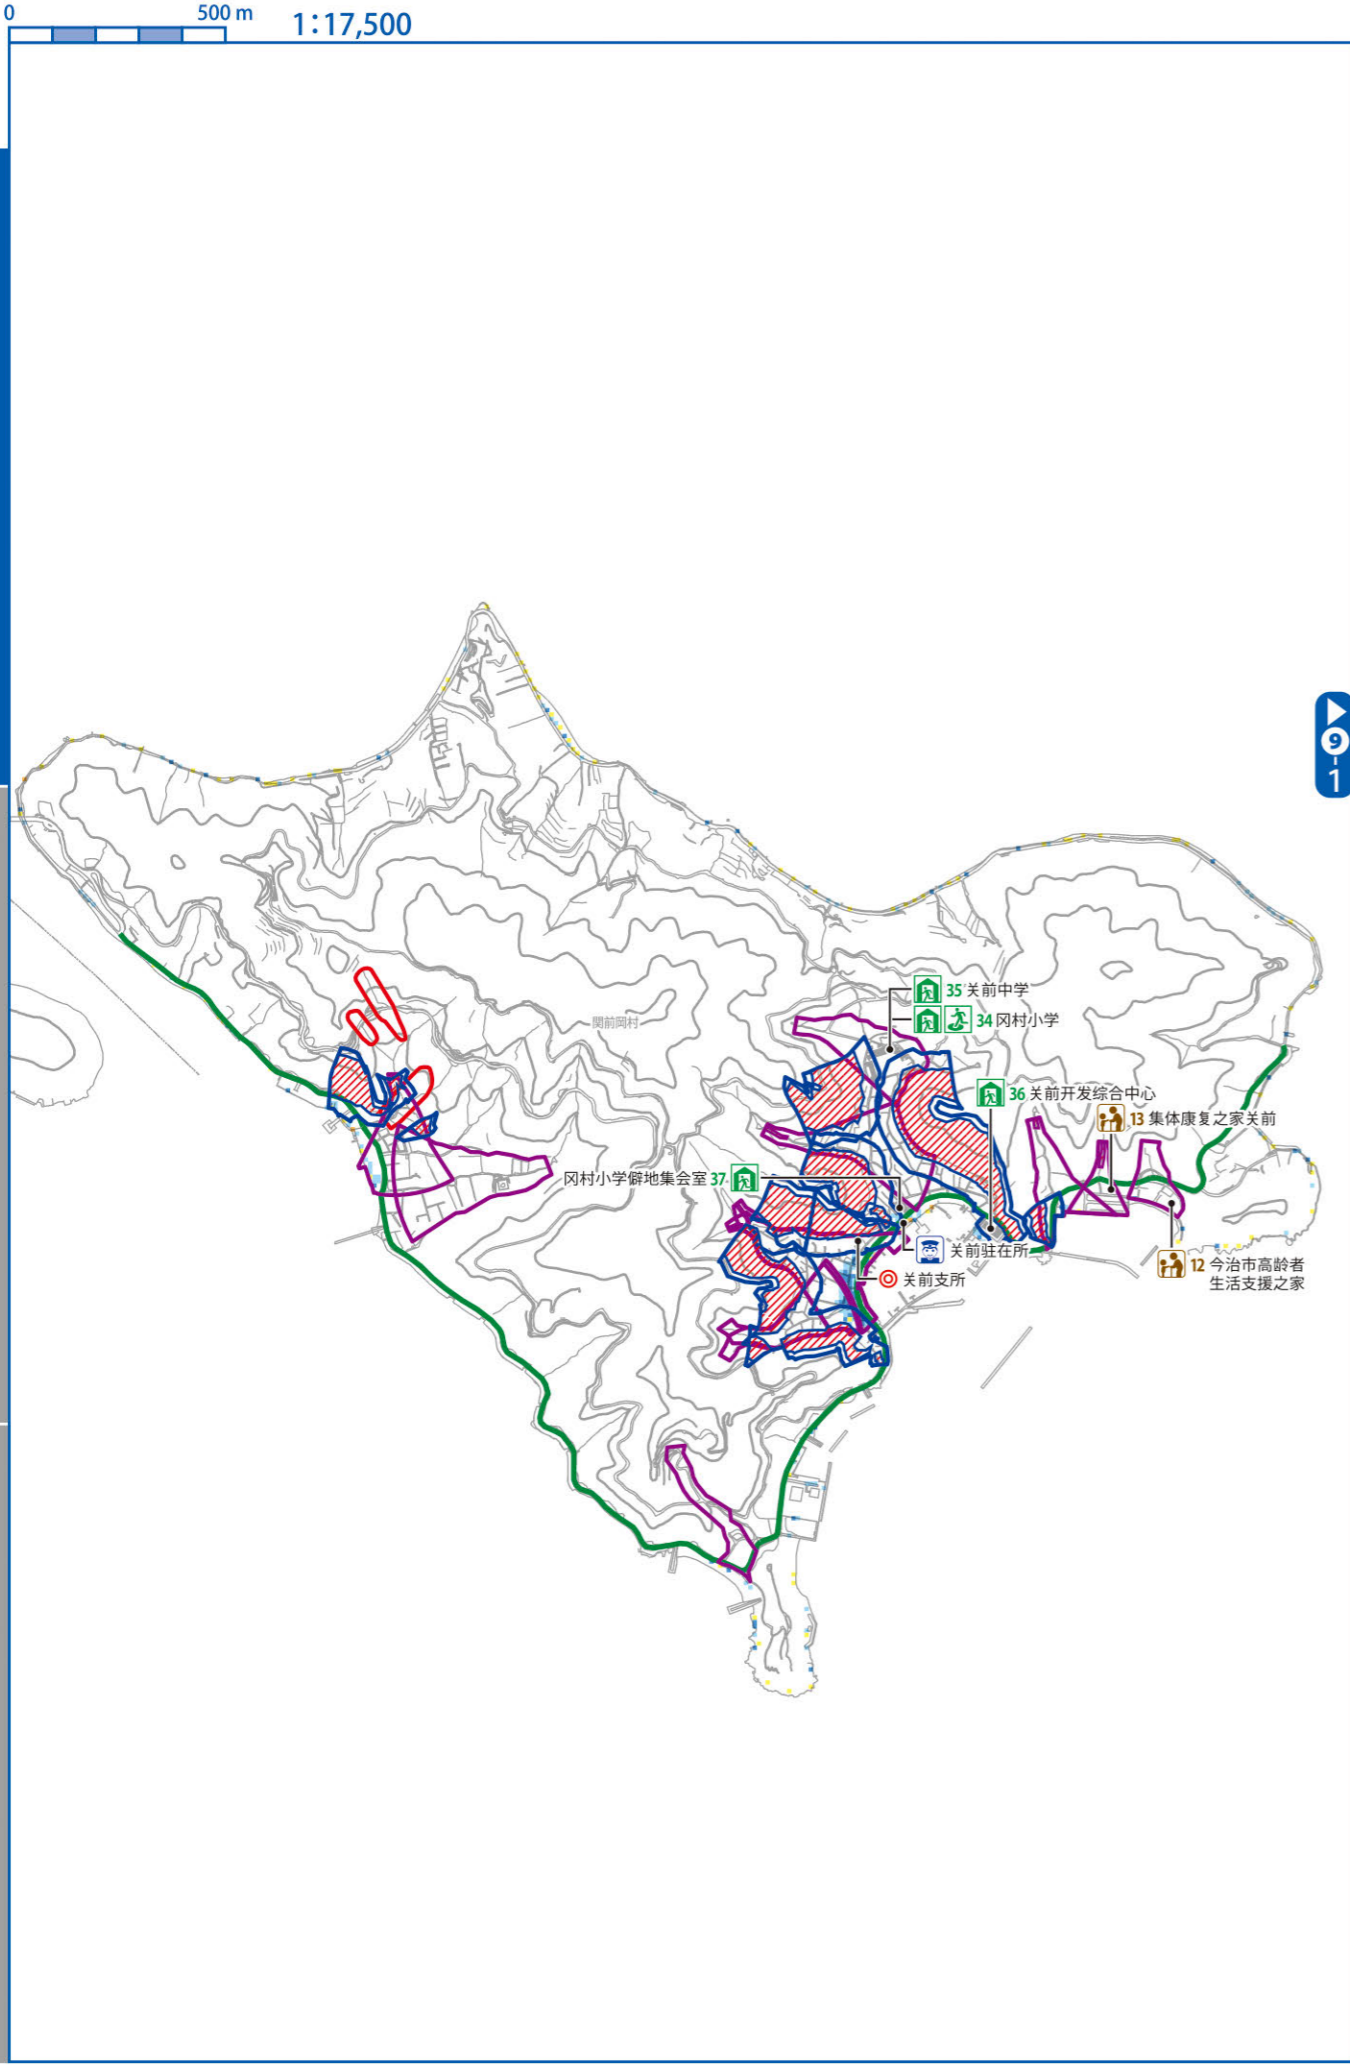 0 500 m 1:17,500
9
1
35 关前中学
34 冈村小学
関前岡村
36 关前开发综合中心
13 集体康复之家关前
冈村小学僻地集会室 37
关前驻在所
12 今治市高龄者
生活支援之家
关前支所